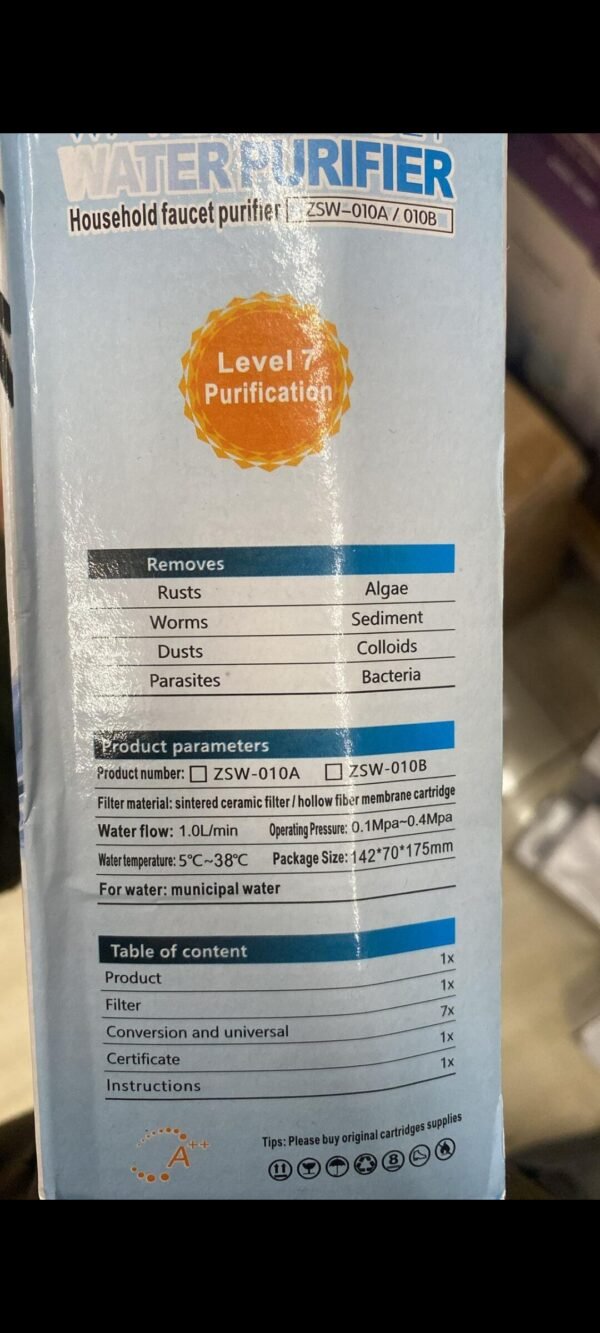 WATER PURIFIER
Household faucet purifier ZSW-010A / 010B
Level 7
Purification
Removes
Rusts Algae
Worms Sediment
Dusts Colloids
Parasites Bacteria
Product parameters
Product number: ☐ ZSW-010A ☐ ZSW-010B
Filter material: sintered ceramic filter / hollow fiber membrane cartridge
Water flow: 1.0L/min Operating Pressure: 0.1Mpa~0.4Mpa
Water temperature: 5℃~38℃ Package Size: 142*70*175mm
For water: municipal water
Table of content
Product 1x
Filter 1x
Conversion and universal 7x
Certificate 1x
Instructions 1x
A++
Tips: Please buy original cartridges supplies
8